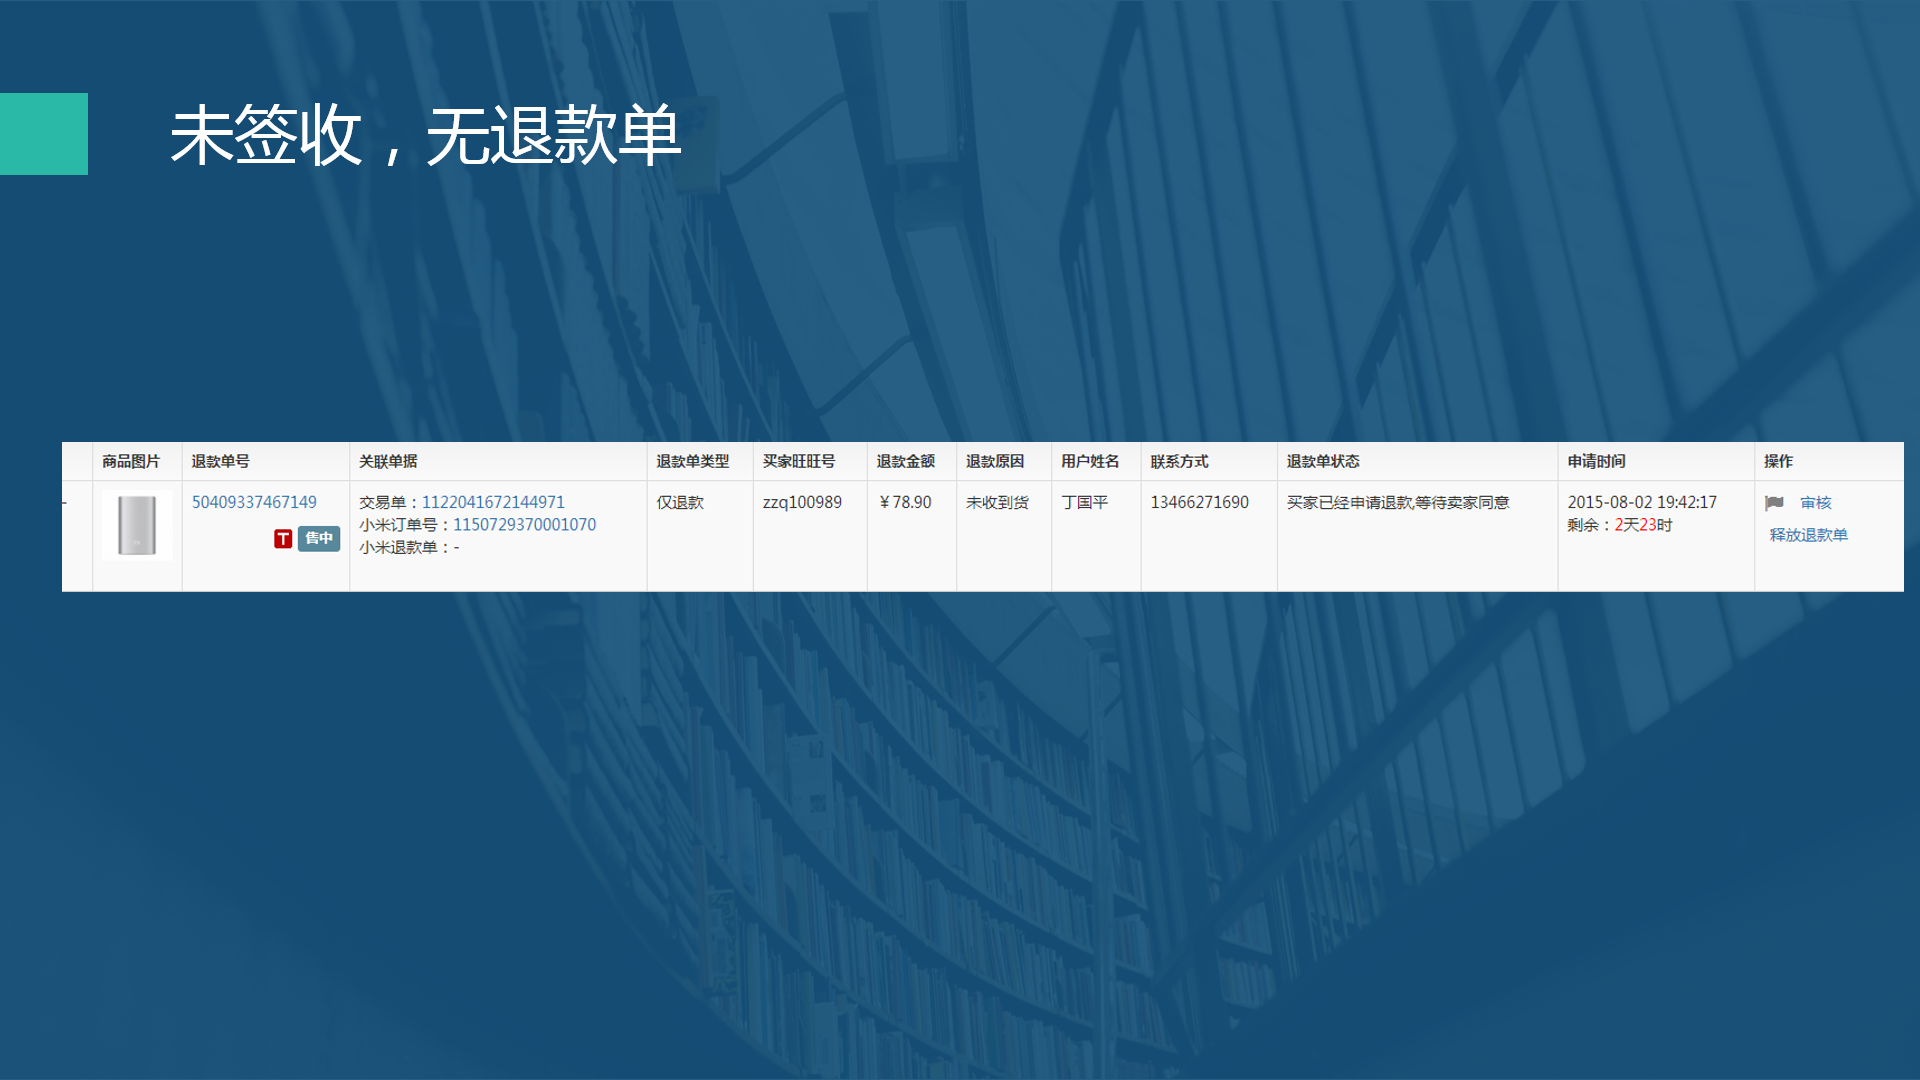 未签收，无退款单
商品图片 退款单号 关联单据 退款单类型 买家旺旺号 退款金额 退款原因 用户姓名 联系方式 退款单状态 申请时间 操作
- 50409337467149 交易单：1122041672144971 仅退款 zzq100989 ￥78.90 未收到货 丁国平 13466271690 买家已经申请退款,等待卖家同意 2015-08-02 19:42:17 审核
小米订单号：1150729370001070 剩余：2天23时
T 售中 小米退款单：- 释放退款单